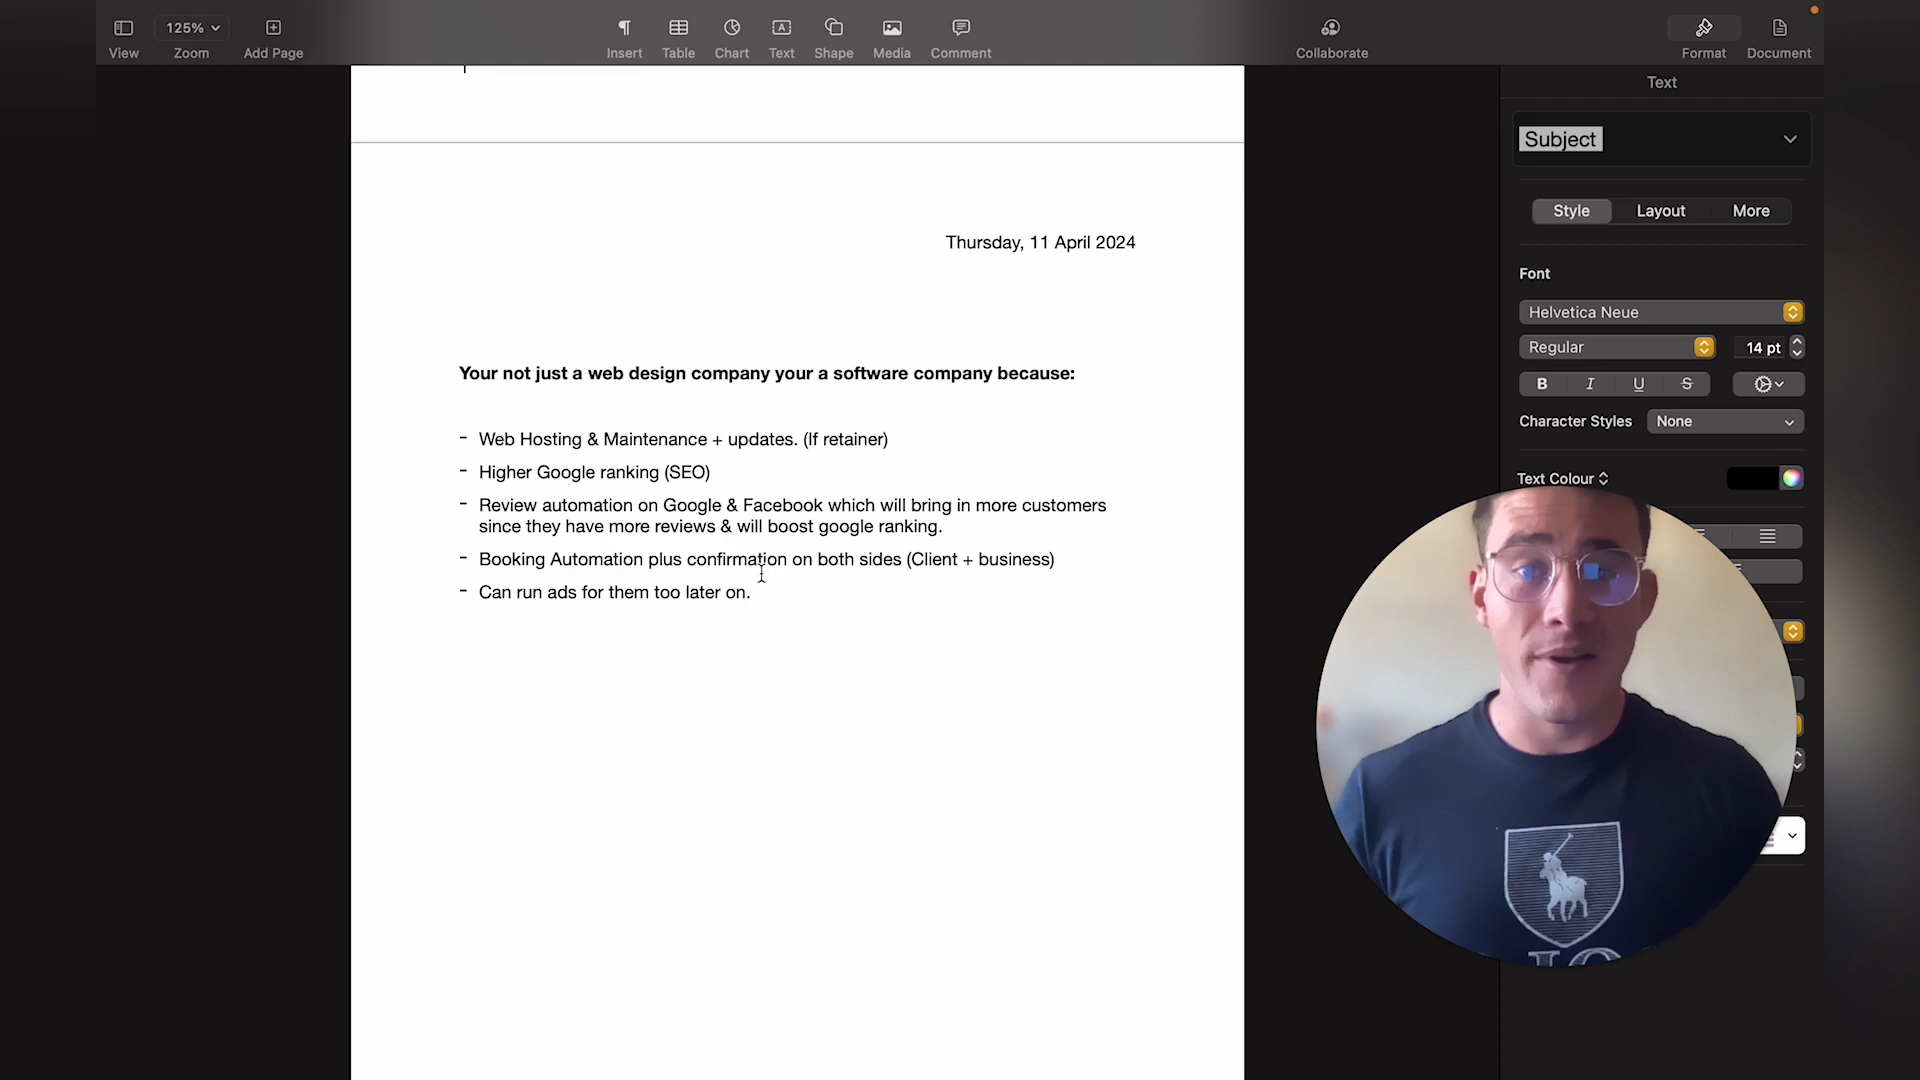 125%
View
Zoom
Add Page
Insert
Table
Chart
Text
Shape
Media
Comment
Collaborate
Format
Document
Text
Subject
Style
Layout
More
Font
Helvetica Neue
Regular
14 pt
B I U S
Character Styles
None
Text Colour
Thursday, 11 April 2024
Your not just a web design company your a software company because:
- Web Hosting & Maintenance + updates. (If retainer)
- Higher Google ranking (SEO)
- Review automation on Google & Facebook which will bring in more customers
since they have more reviews & will boost google ranking.
- Booking Automation plus confirmation on both sides (Client + business)
- Can run ads for them too later on.